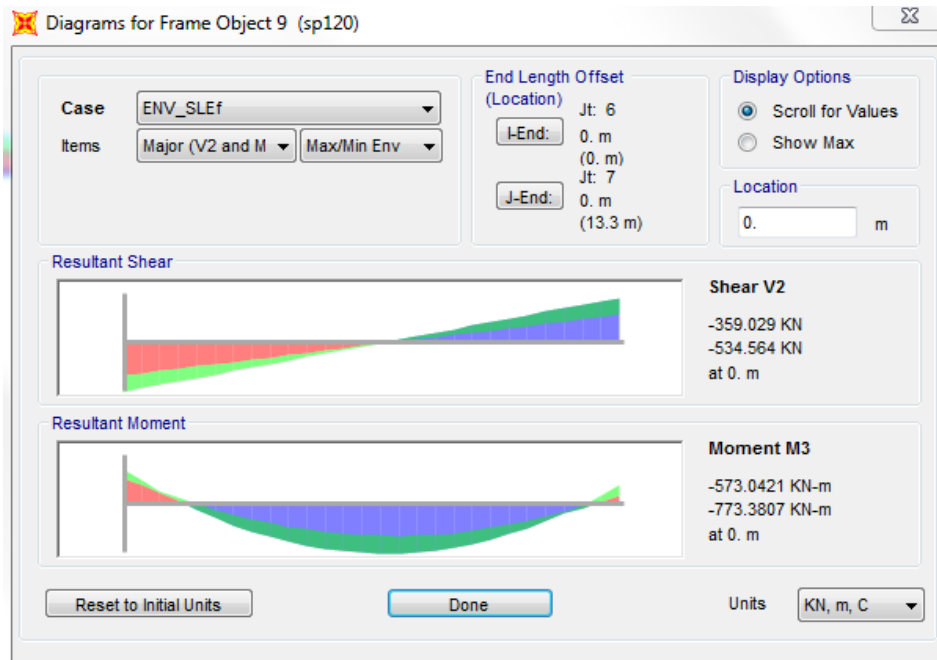 Diagrams for Frame Object 9 (sp120)
Case
ENV_SLEf
Items
Major (V2 and M
Max/Min Env
End Length Offset
(Location)
I-End:
Jt: 6
0. m
(0. m)
J-End:
Jt: 7
0. m
(13.3 m)
Display Options
Scroll for Values
Show Max
Location
0.
m
Resultant Shear
Shear V2
-359.029 KN
-534.564 KN
at 0. m
Resultant Moment
Moment M3
-573.0421 KN-m
-773.3807 KN-m
at 0. m
Reset to Initial Units
Done
Units
KN, m, C